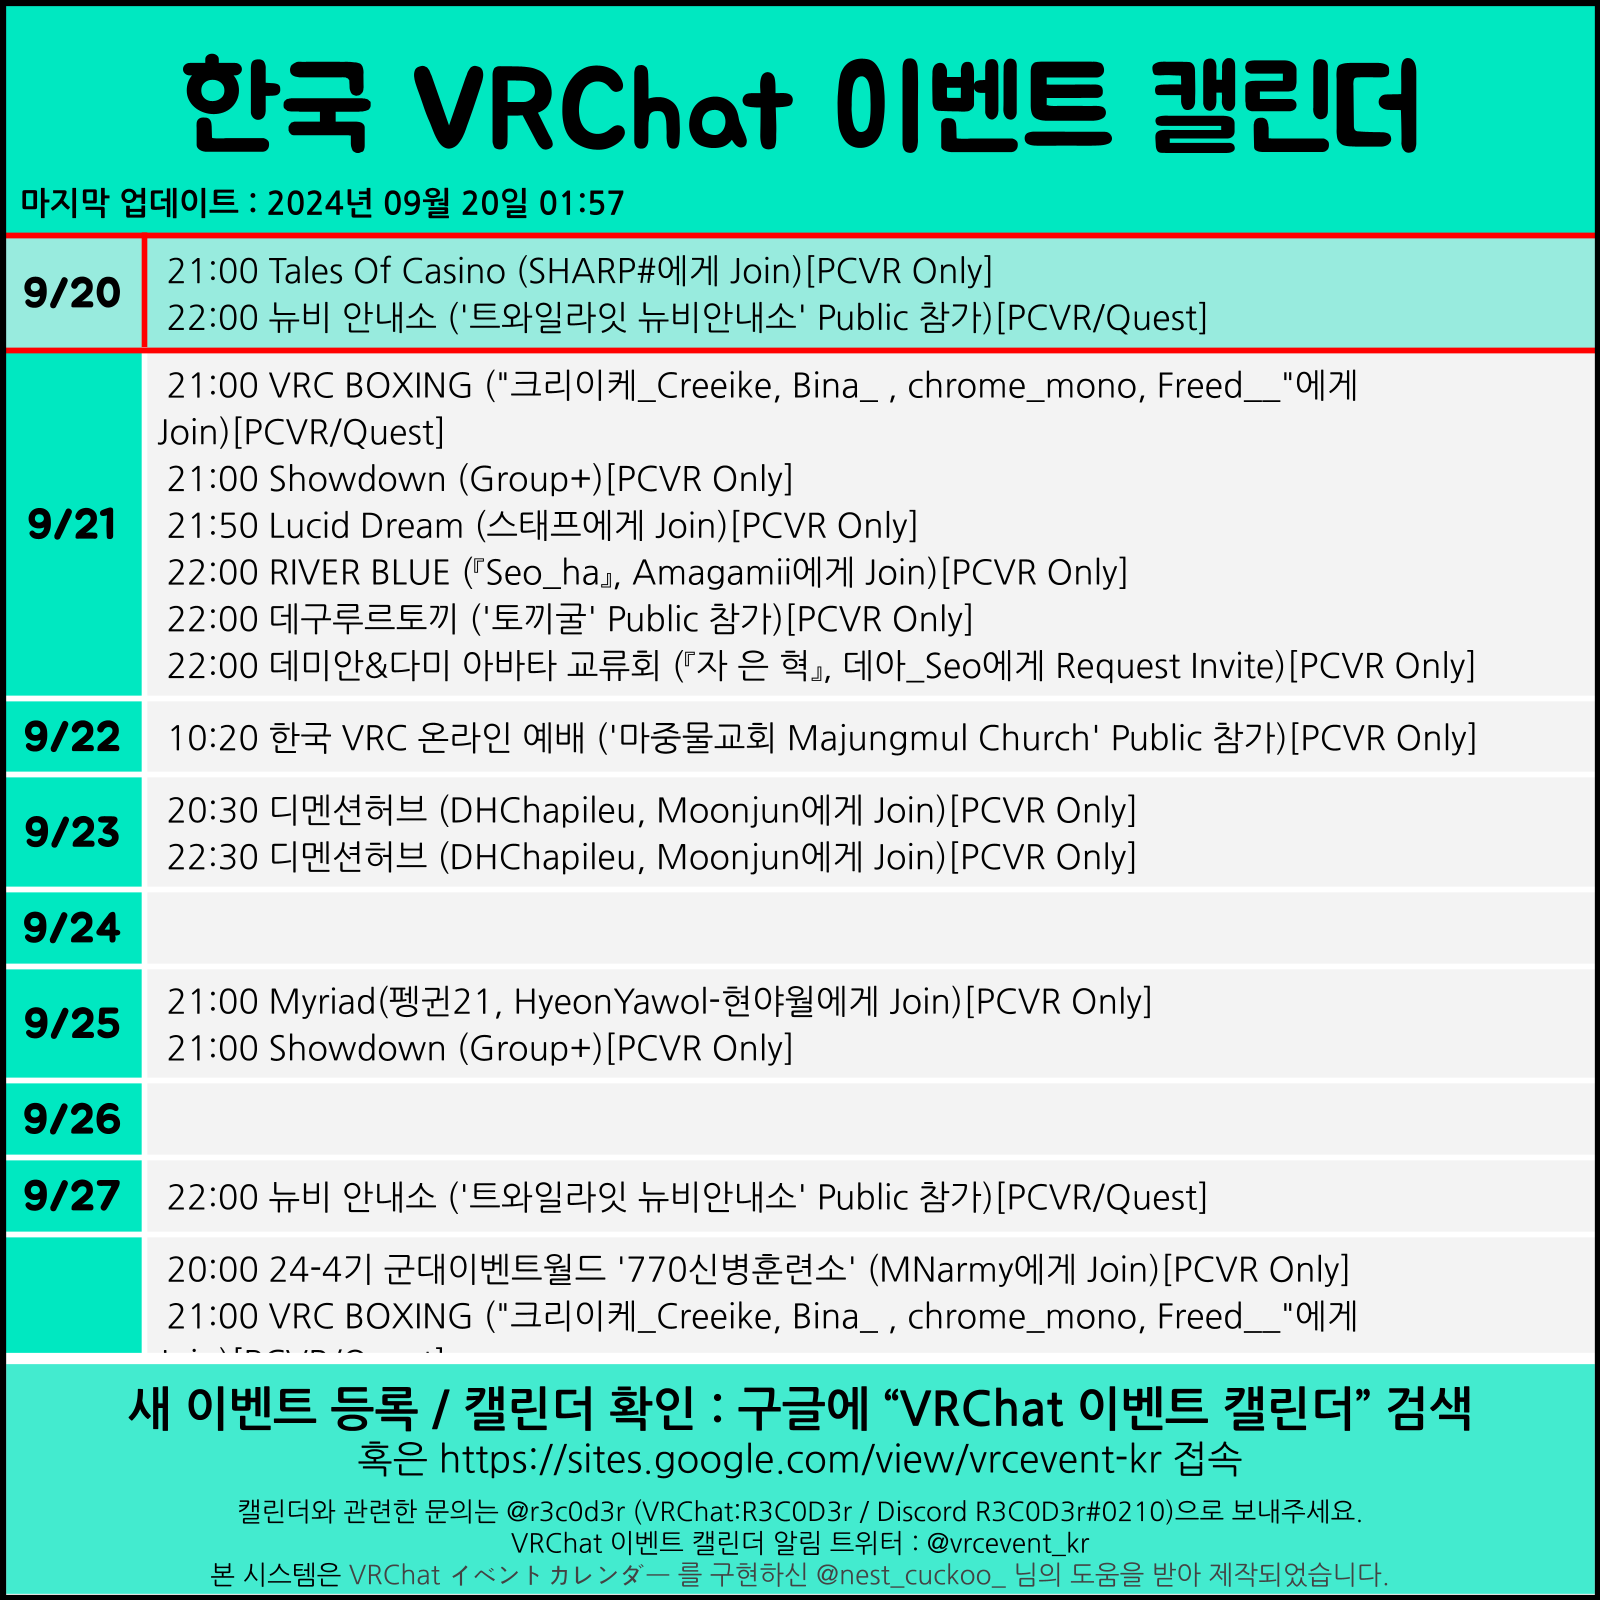 한국 VRChat 이벤트 캘린더
마지막 업데이트 : 2024년 09월 20일 01:57
9/20
21:00 Tales Of Casino (SHARP#에게 Join)[PCVR Only]
22:00 뉴비 안내소 ('트와일라잇 뉴비안내소' Public 참가)[PCVR/Quest]
9/21
21:00 VRC BOXING ("크리이케_Creeike, Bina_ , chrome_mono, Freed__"에게
Join)[PCVR/Quest]
21:00 Showdown (Group+)[PCVR Only]
21:50 Lucid Dream (스태프에게 Join)[PCVR Only]
22:00 RIVER BLUE (『Seo_ha』, Amagamii에게 Join)[PCVR Only]
22:00 데구루르토끼 ('토끼굴' Public 참가)[PCVR Only]
22:00 데미안&다미 아바타 교류회 (『자 은 혁』, 데아_Seo에게 Request Invite)[PCVR Only]
9/22
10:20 한국 VRC 온라인 예배 ('마중물교회 Majungmul Church' Public 참가)[PCVR Only]
9/23
20:30 디멘션허브 (DHChapileu, Moonjun에게 Join)[PCVR Only]
22:30 디멘션허브 (DHChapileu, Moonjun에게 Join)[PCVR Only]
9/24
9/25
21:00 Myriad(펭귄21, HyeonYawol-현야월에게 Join)[PCVR Only]
21:00 Showdown (Group+)[PCVR Only]
9/26
9/27
22:00 뉴비 안내소 ('트와일라잇 뉴비안내소' Public 참가)[PCVR/Quest]
20:00 24-4기 군대이벤트월드 '770신병훈련소' (MNarmy에게 Join)[PCVR Only]
21:00 VRC BOXING ("크리이케_Creeike, Bina_ , chrome_mono, Freed__"에게
새 이벤트 등록 / 캘린더 확인 : 구글에 “VRChat 이벤트 캘린더” 검색
혹은 https://sites.google.com/view/vrcevent-kr 접속
캘린더와 관련한 문의는 @r3c0d3r (VRChat:R3C0D3r / Discord R3C0D3r#0210)으로 보내주세요.
VRChat 이벤트 캘린더 알림 트위터 : @vrcevent_kr
본 시스템은 VRChat イベントカレンダー 를 구현하신 @nest_cuckoo_ 님의 도움을 받아 제작되었습니다.